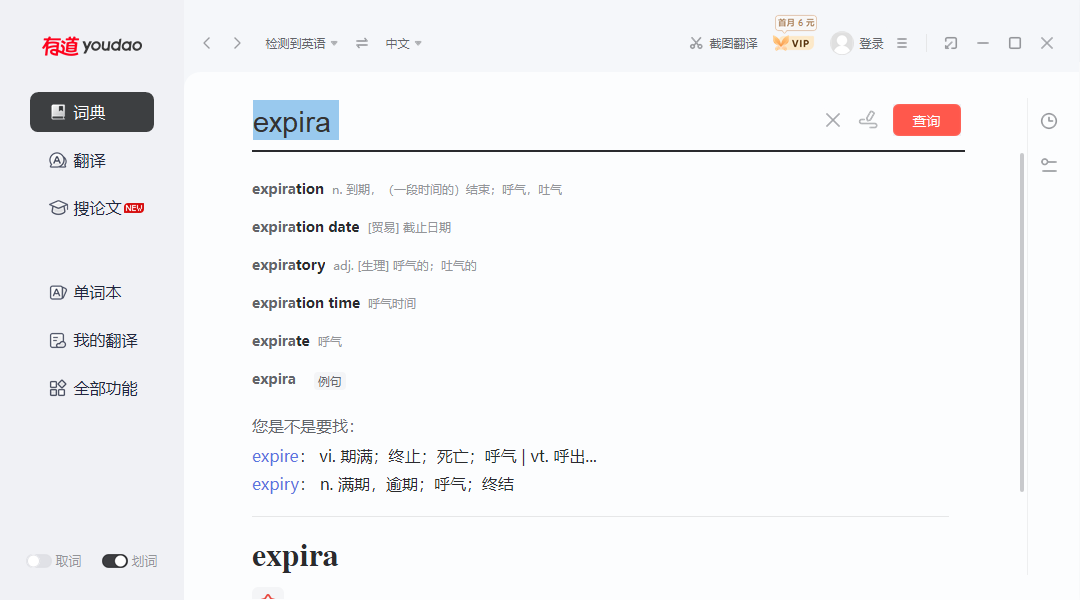 有道 youdao
检测到英语
中文
截图翻译
首月 6 元
VIP
登录
词典
翻译
搜论文 NEW
单词本
我的翻译
全部功能
取词
划词
expira
查询
expiration n. 到期，（一段时间的）结束；呼气，吐气
expiration date [贸易] 截止日期
expiratory adj. [生理] 呼气的；吐气的
expiration time 呼气时间
expirate 呼气
expira 例句
您是不是要找：
expire： vi. 期满；终止；死亡；呼气 | vt. 呼出...
expiry： n. 满期，逾期；呼气；终结
expira